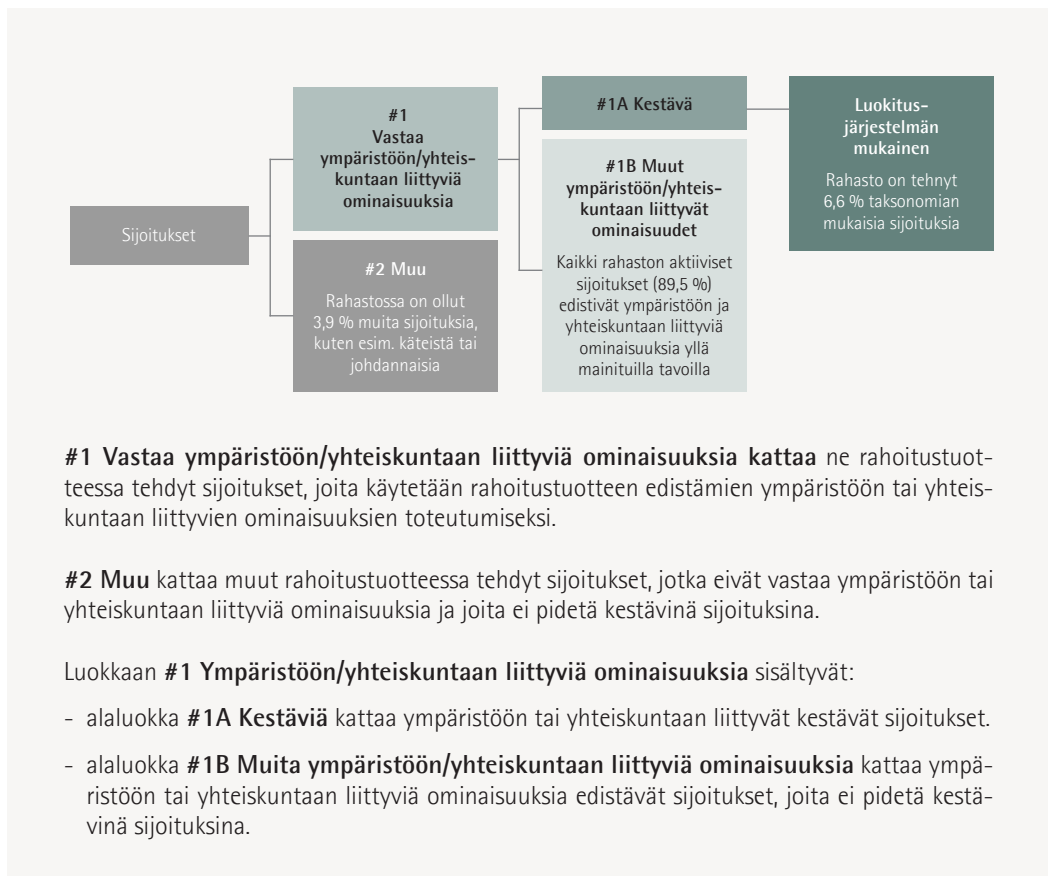 Sijoitukset
#1
Vastaa
ympäristöön/yhteis-
kuntaan liittyviä
ominaisuuksia
#2 Muu
Rahastossa on ollut
3,9 % muita sijoituksia,
kuten esim. käteistä tai
johdannaisia
#1A Kestävä
#1B Muut
ympäristöön/yhteis-
kuntaan liittyvät
ominaisuudet
Kaikki rahaston aktiiviset
sijoitukset (89,5 %)
edistivät ympäristöön ja
yhteiskuntaan liittyviä
ominaisuuksia yllä
mainituilla tavoilla
Luokitus-
järjestelmän
mukainen
Rahasto on tehnyt
6,6 % taksonomian
mukaisia sijoituksia
#1 Vastaa ympäristöön/yhteiskuntaan liittyviä ominaisuuksia kattaa ne rahoitustuot-
teessa tehdyt sijoitukset, joita käytetään rahoitustuotteen edistämien ympäristöön tai yhteis-
kuntaan liittyvien ominaisuuksien toteutumiseksi.
#2 Muu kattaa muut rahoitustuotteessa tehdyt sijoitukset, jotka eivät vastaa ympäristöön tai
yhteiskuntaan liittyviä ominaisuuksia ja joita ei pidetä kestävinä sijoituksina.
Luokkaan #1 Ympäristöön/yhteiskuntaan liittyviä ominaisuuksia sisältyvät:
- alaluokka #1A Kestäviä kattaa ympäristöön tai yhteiskuntaan liittyvät kestävät sijoitukset.
- alaluokka #1B Muita ympäristöön/yhteiskuntaan liittyviä ominaisuuksia kattaa ympä-
ristöön tai yhteiskuntaan liittyviä ominaisuuksia edistävät sijoitukset, joita ei pidetä kestä-
vinä sijoituksina.